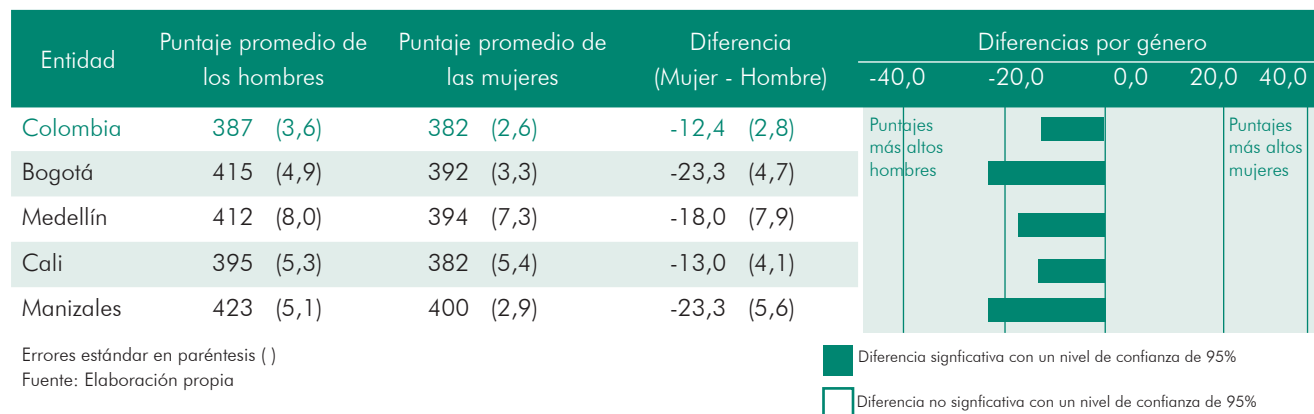 Entidad Puntaje promedio de los hombres Puntaje promedio de las mujeres Diferencia (Mujer - Hombre) Diferencias por género
-40,0 -20,0 0,0 20,0 40,0
Colombia 387 (3,6) 382 (2,6) -12,4 (2,8)
Bogotá 415 (4,9) 392 (3,3) -23,3 (4,7)
Medellín 412 (8,0) 394 (7,3) -18,0 (7,9)
Cali 395 (5,3) 382 (5,4) -13,0 (4,1)
Manizales 423 (5,1) 400 (2,9) -23,3 (5,6)
Puntajes
más altos
hombres
Puntajes
más altos
mujeres
Errores estándar en paréntesis ( )
Fuente: Elaboración propia
Diferencia signficativa con un nivel de confianza de 95%
Diferencia no signficativa con un nivel de confianza de 95%